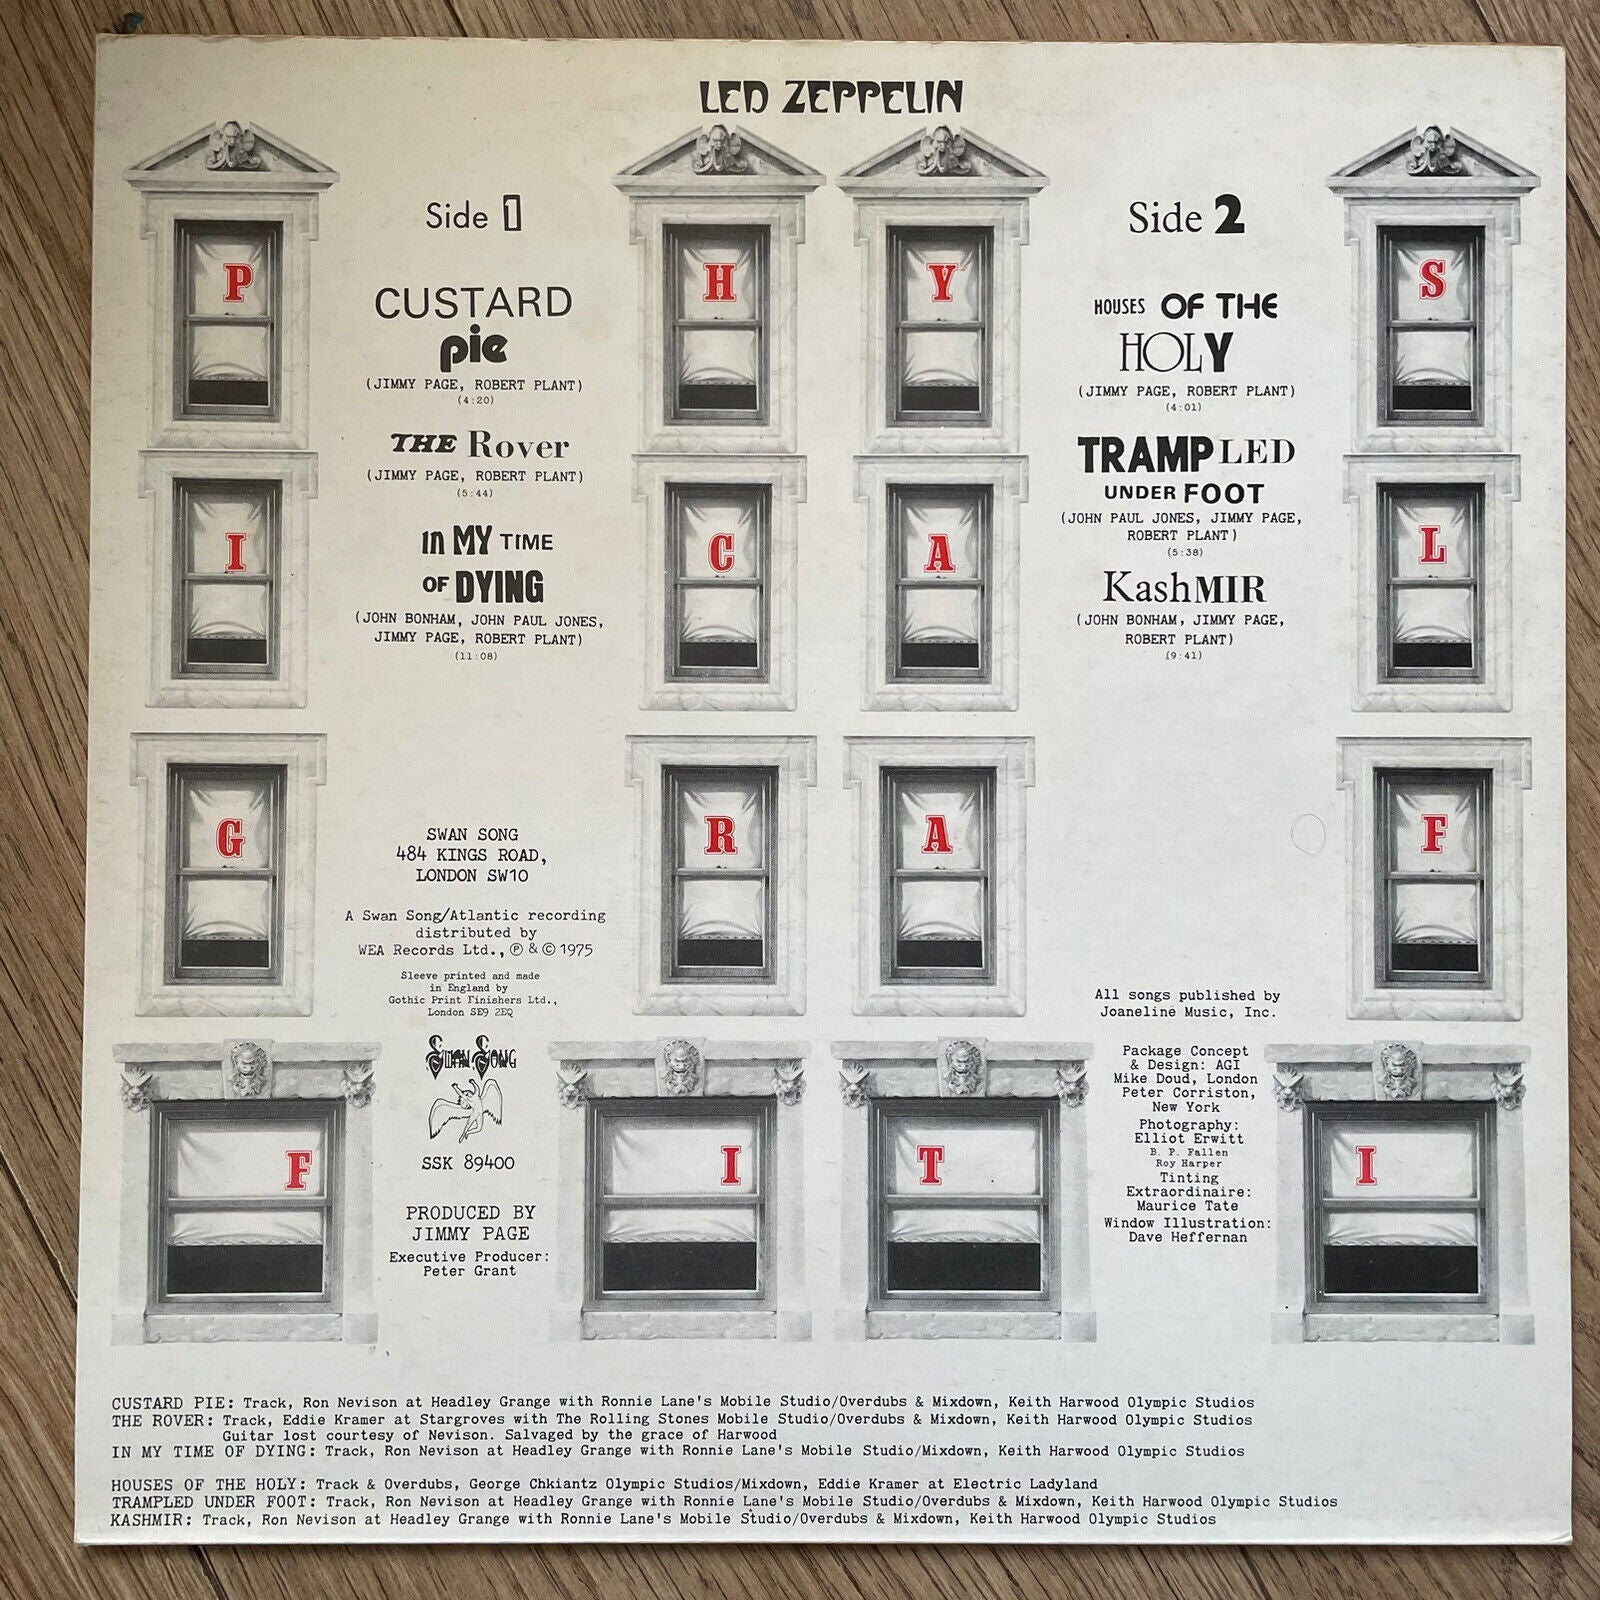 LED ZEPPELIN
P H Y S
I C A L
G R A F
F I T I
Side 1
CUSTARD
pie
(JIMMY PAGE, ROBERT PLANT)
(4:20)
THE Rover
(JIMMY PAGE, ROBERT PLANT)
(5:44)
In MY TIME
OF DYING
(JOHN BONHAM, JOHN PAUL JONES,
JIMMY PAGE, ROBERT PLANT)
(11:08)
Side 2
HOUSES OF THE
HOLY
(JIMMY PAGE, ROBERT PLANT)
(4:01)
TRAMPLED
UNDER FOOT
(JOHN PAUL JONES, JIMMY PAGE,
ROBERT PLANT)
(5:38)
KashMIR
(JOHN BONHAM, JIMMY PAGE,
ROBERT PLANT)
(9:41)
SWAN SONG
484 KINGS ROAD,
LONDON SW10
A Swan Song/Atlantic recording
distributed by
WEA Records Ltd., ℗ & © 1975
Sleeve printed and made
in England by
Gothic Print Finishers Ltd.,
London SE9 2EQ
SWAN SONG
SSK 89400
PRODUCED BY
JIMMY PAGE
Executive Producer:
Peter Grant
All songs published by
Joaneline Music, Inc.
Package Concept
& Design: AGI
Mike Doud, London
Peter Corriston,
New York
Photography:
Elliot Erwitt
B. P. Fallen
Roy Harper
Tinting
Extraordinaire:
Maurice Tate
Window Illustration:
Dave Heffernan
CUSTARD PIE: Track, Ron Nevison at Headley Grange with Ronnie Lane's Mobile Studio/Overdubs & Mixdown, Keith Harwood Olympic Studios
THE ROVER: Track, Eddie Kramer at Stargroves with The Rolling Stones Mobile Studio/Overdubs & Mixdown, Keith Harwood Olympic Studios
Guitar lost courtesy of Nevison. Salvaged by the grace of Harwood
IN MY TIME OF DYING: Track, Ron Nevison at Headley Grange with Ronnie Lane's Mobile Studio/Mixdown, Keith Harwood Olympic Studios
HOUSES OF THE HOLY: Track & Overdubs, George Chkiantz Olympic Studios/Mixdown, Eddie Kramer at Electric Ladyland
TRAMPLED UNDER FOOT: Track, Ron Nevison at Headley Grange with Ronnie Lane's Mobile Studio/Overdubs & Mixdown, Keith Harwood Olympic Studios
KASHMIR: Track, Ron Nevison at Headley Grange with Ronnie Lane's Mobile Studio/Overdubs & Mixdown, Keith Harwood Olympic Studios